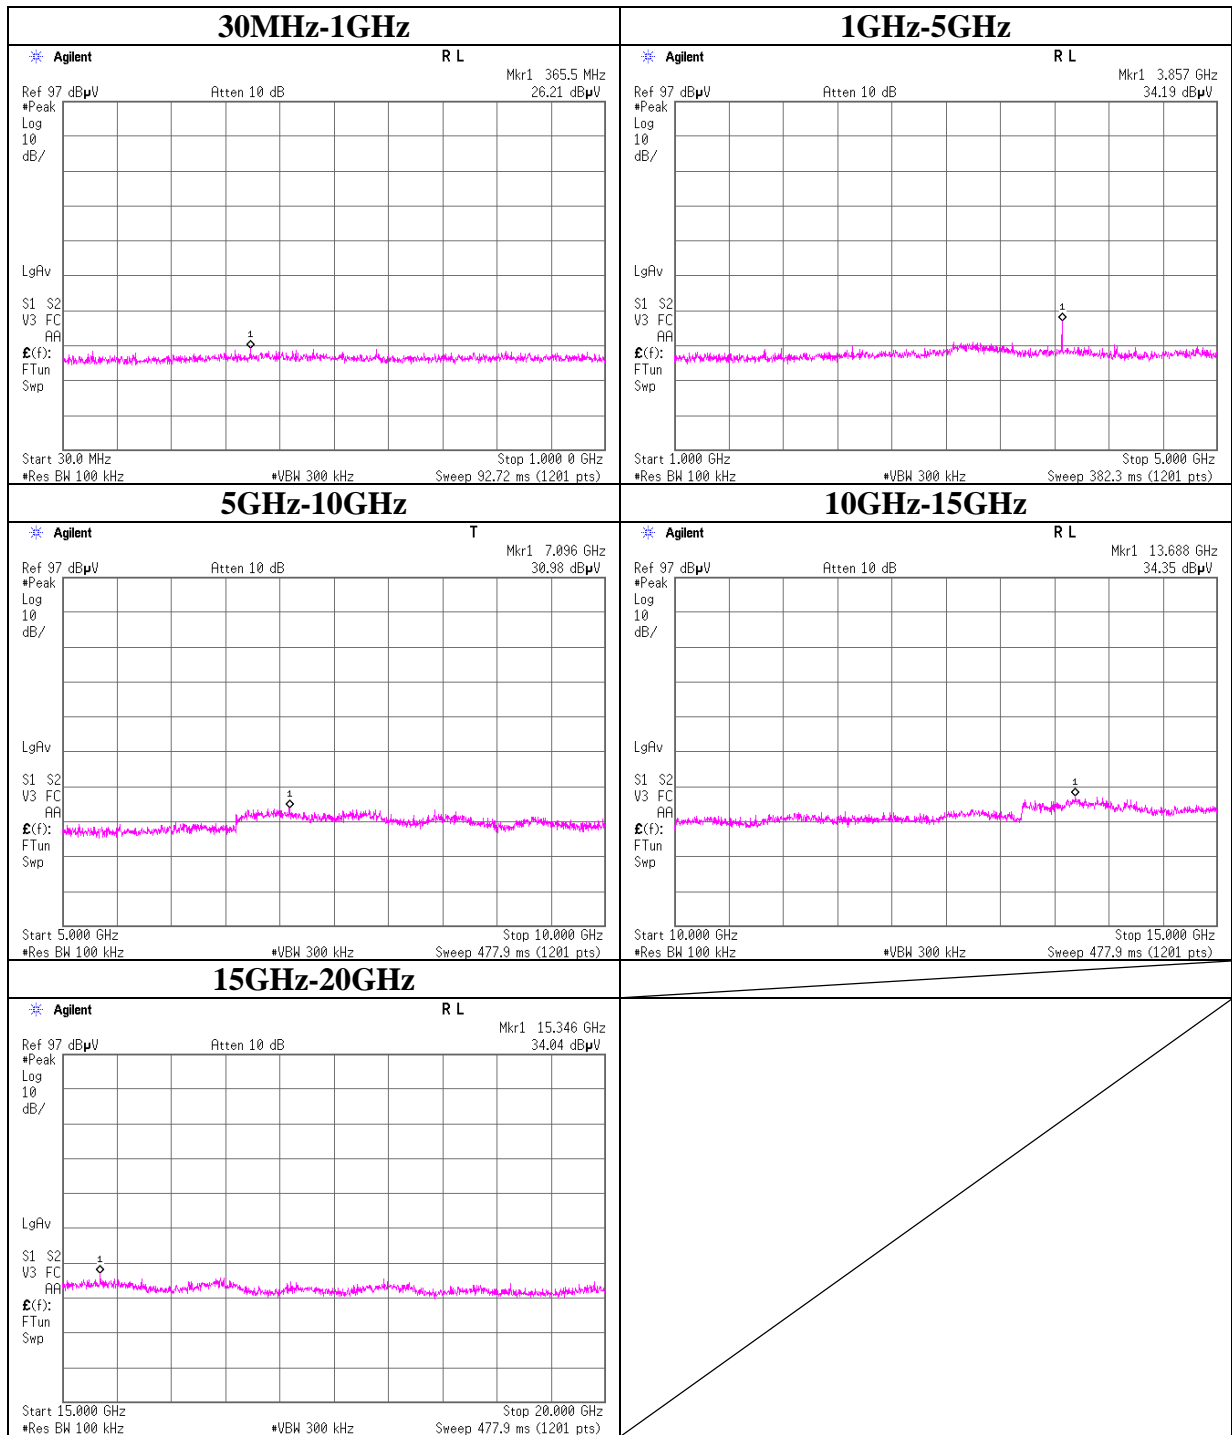 30MHz-1GHz
Agilent R L
Mkr1 365.5 MHz
Ref 97 dBµV Atten 10 dB 26.21 dBµV
#Peak
Log
10
dB/
LgAv
S1 S2
V3 FC
AA
£(f):
FTun
Swp
1
Start 30.0 MHz Stop 1.000 0 GHz
#Res BW 100 kHz #VBW 300 kHz Sweep 92.72 ms (1201 pts)
1GHz-5GHz
Agilent R L
Mkr1 3.857 GHz
Ref 97 dBµV Atten 10 dB 34.19 dBµV
#Peak
Log
10
dB/
LgAv
S1 S2
V3 FC
AA
£(f):
FTun
Swp
1
Start 1.000 GHz Stop 5.000 GHz
#Res BW 100 kHz #VBW 300 kHz Sweep 382.3 ms (1201 pts)
5GHz-10GHz
Agilent T
Mkr1 7.096 GHz
Ref 97 dBµV Atten 10 dB 30.98 dBµV
#Peak
Log
10
dB/
LgAv
S1 S2
V3 FC
AA
£(f):
FTun
Swp
1
Start 5.000 GHz Stop 10.000 GHz
#Res BW 100 kHz #VBW 300 kHz Sweep 477.9 ms (1201 pts)
10GHz-15GHz
Agilent R L
Mkr1 13.688 GHz
Ref 97 dBµV Atten 10 dB 34.35 dBµV
#Peak
Log
10
dB/
LgAv
S1 S2
V3 FC
AA
£(f):
FTun
Swp
1
Start 10.000 GHz Stop 15.000 GHz
#Res BW 100 kHz #VBW 300 kHz Sweep 477.9 ms (1201 pts)
15GHz-20GHz
Agilent R L
Mkr1 15.346 GHz
Ref 97 dBµV Atten 10 dB 34.04 dBµV
#Peak
Log
10
dB/
LgAv
S1 S2
V3 FC
AA
£(f):
FTun
Swp
1
Start 15.000 GHz Stop 20.000 GHz
#Res BW 100 kHz #VBW 300 kHz Sweep 477.9 ms (1201 pts)